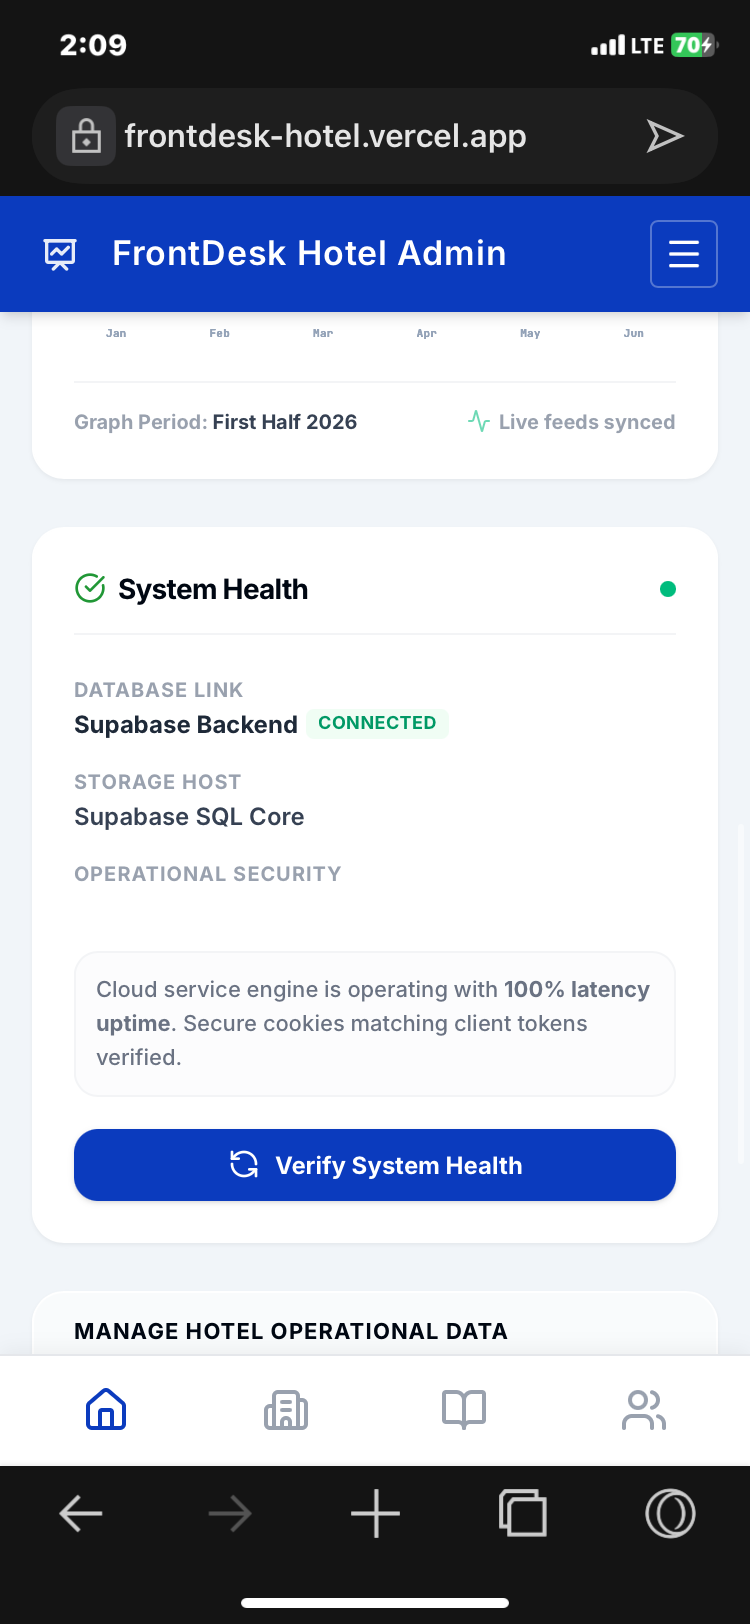 2:09
LTE 70
frontdesk-hotel.vercel.app
FrontDesk Hotel Admin
Jan Feb Mar Apr May Jun
Graph Period: First Half 2026 Live feeds synced
System Health
DATABASE LINK
Supabase Backend CONNECTED
STORAGE HOST
Supabase SQL Core
OPERATIONAL SECURITY
Cloud service engine is operating with 100% latency
uptime. Secure cookies matching client tokens
verified.
Verify System Health
MANAGE HOTEL OPERATIONAL DATA